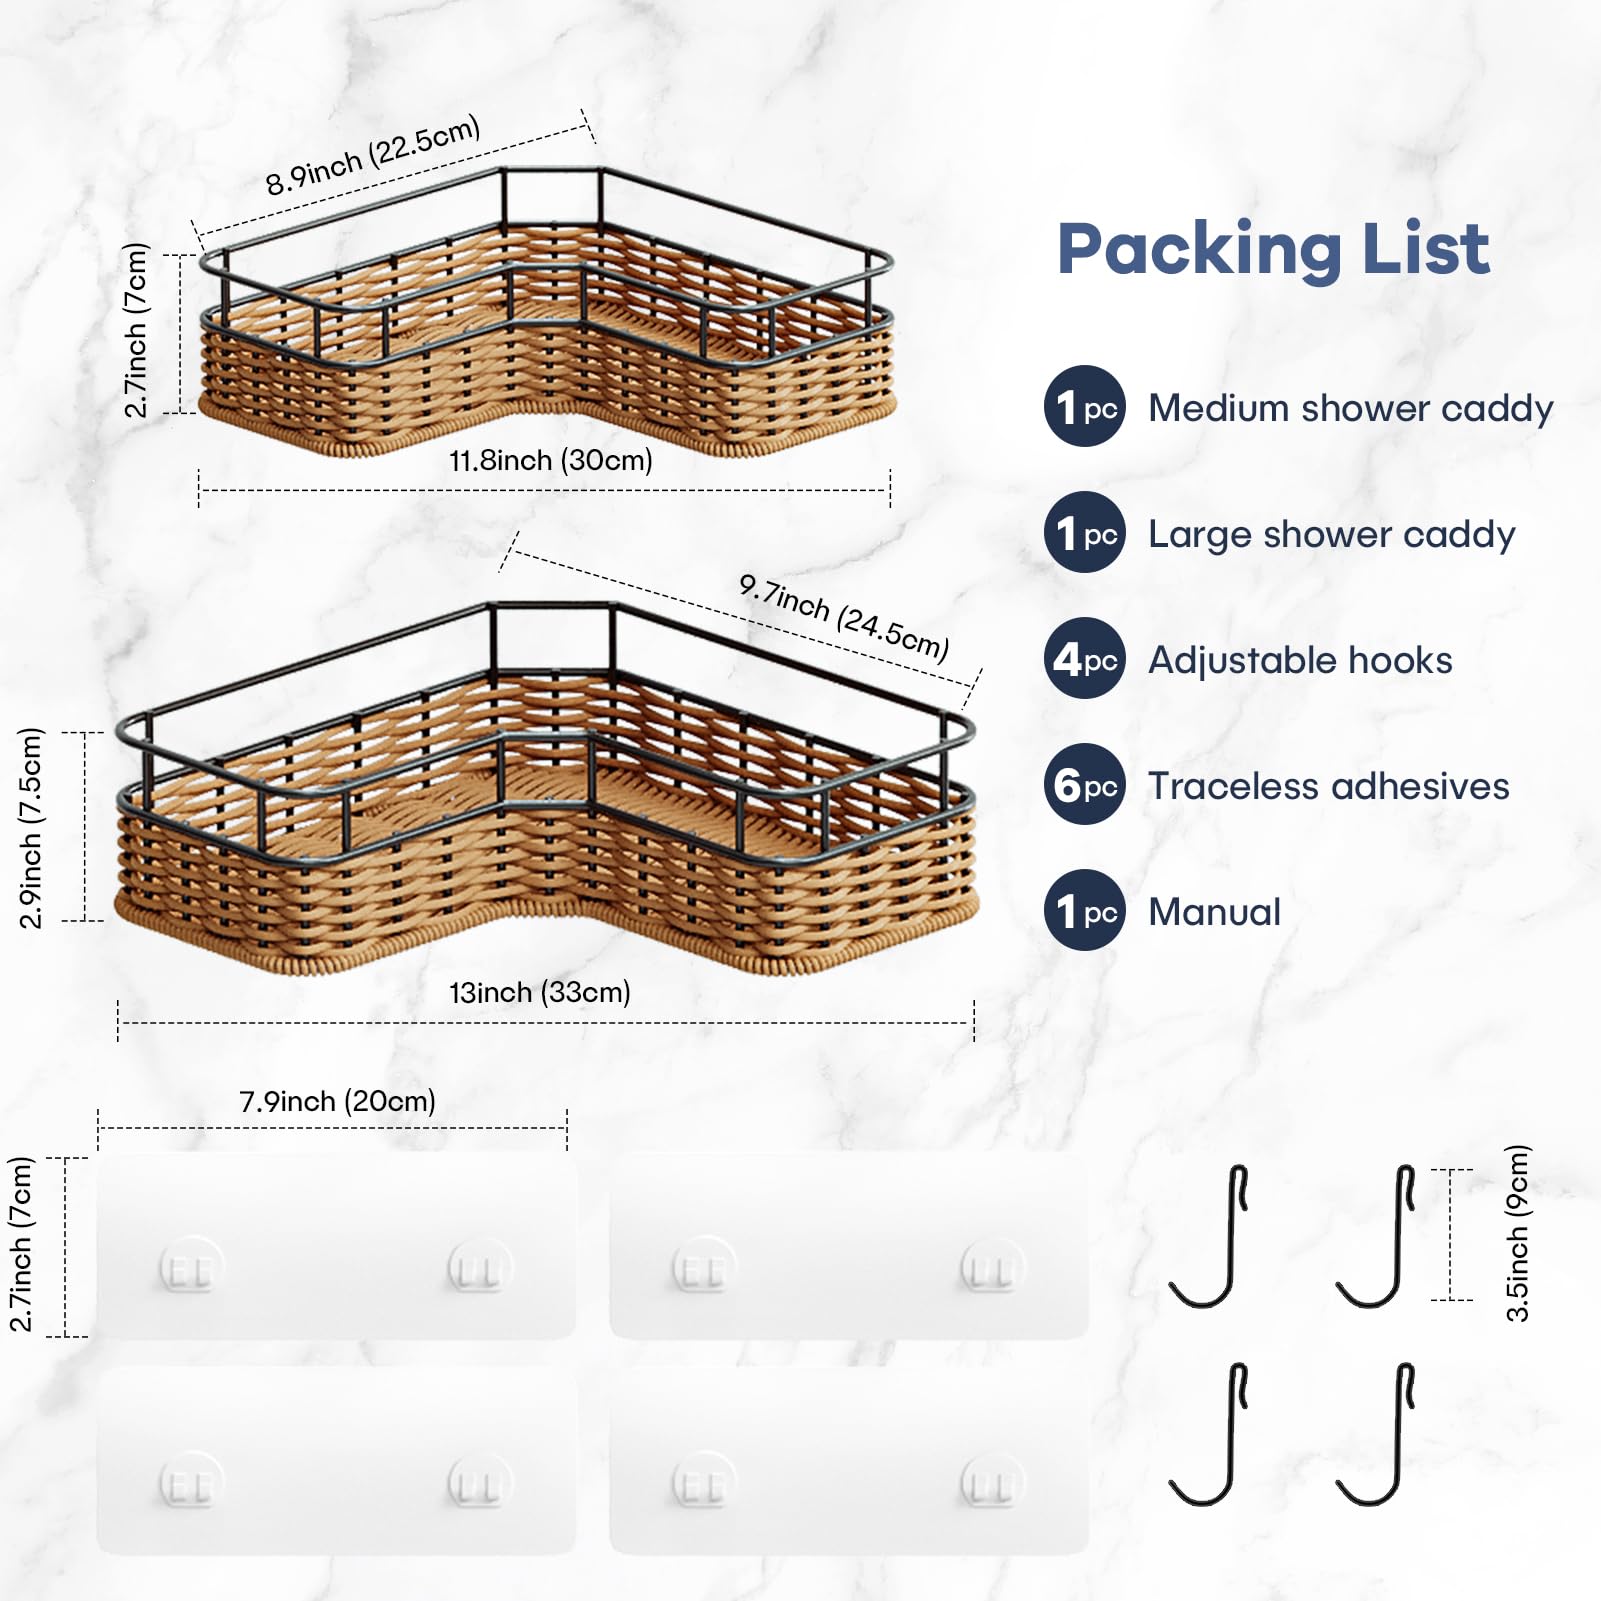 8.9inch (22.5cm)
2.7inch (7cm)
11.8inch (30cm)
9.7inch (24.5cm)
2.9inch (7.5cm)
13inch (33cm)
7.9inch (20cm)
2.7inch (7cm)
3.5inch (9cm)
Packing List
1pc Medium shower caddy
1pc Large shower caddy
4pc Adjustable hooks
6pc Traceless adhesives
1pc Manual